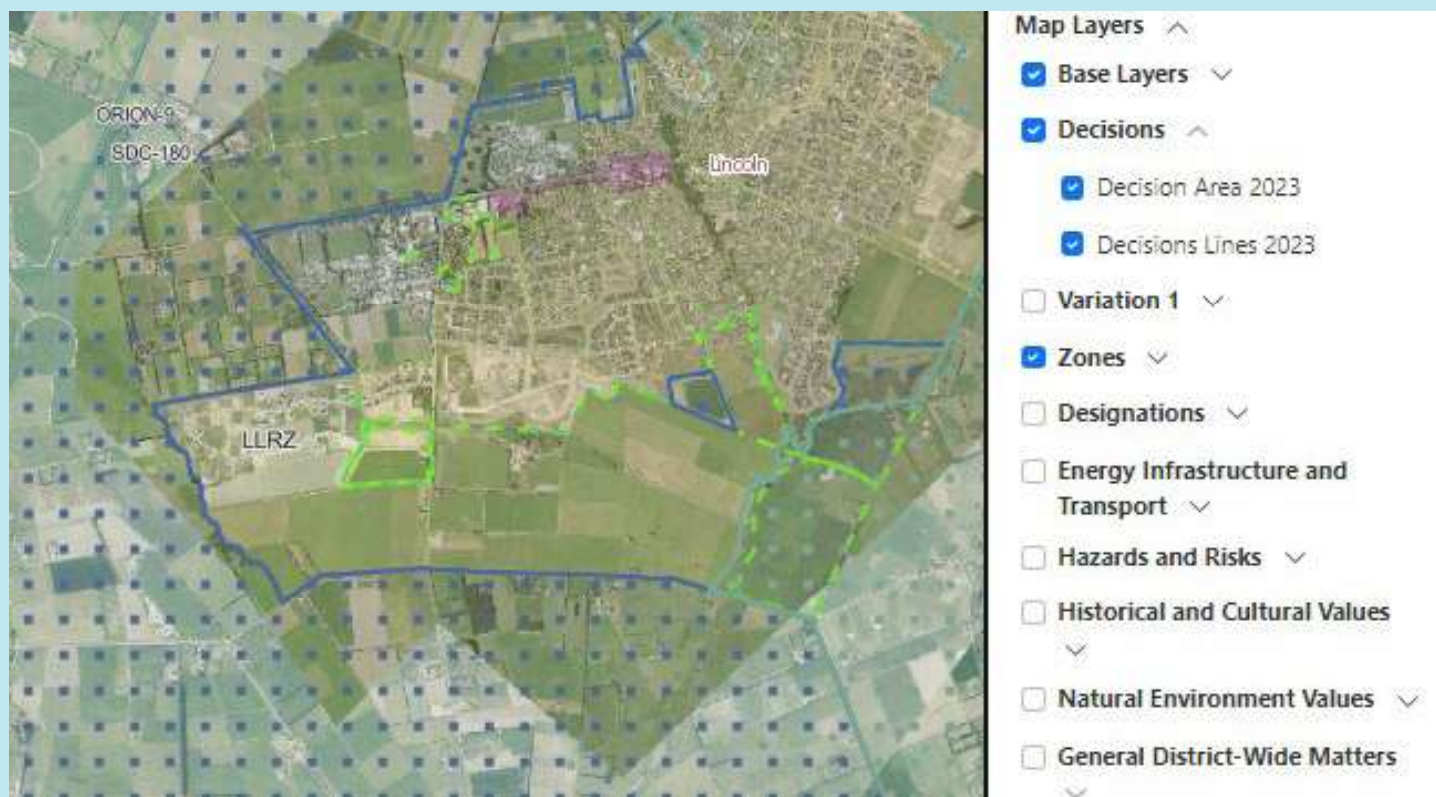 ORION-9
SDC-180
Lincoln
LLRZ
Map Layers
Base Layers
Decisions
Decision Area 2023
Decisions Lines 2023
Variation 1
Zones
Designations
Energy Infrastructure and
Transport
Hazards and Risks
Historical and Cultural Values
Natural Environment Values
General District-Wide Matters